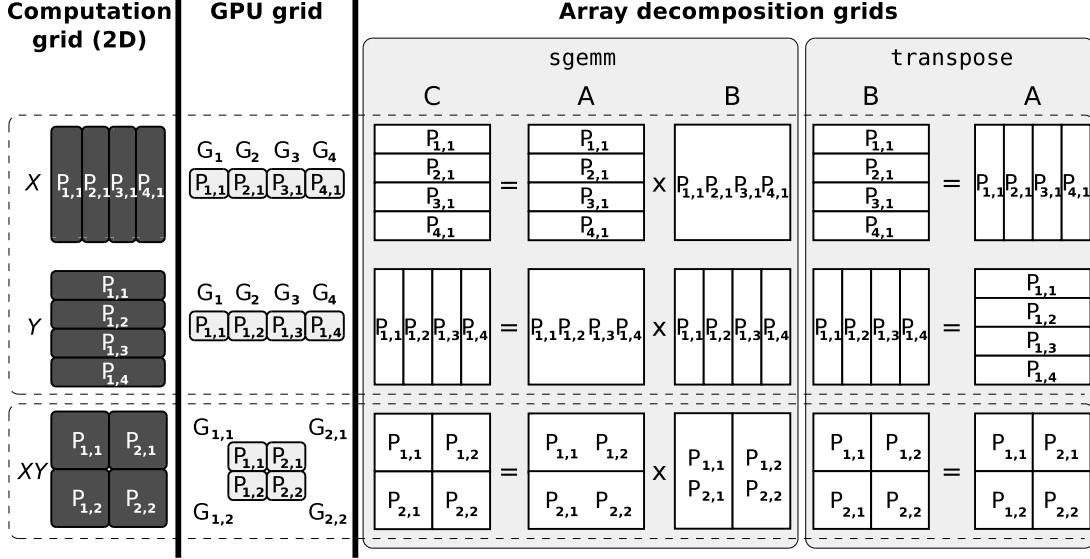 Computation grid (2D)
GPU grid
Array decomposition grids
sgemm
transpose
C A B
B A
X
P1,1 P2,1 P3,1 P4,1
G1 G2 G3 G4
P1,1 P2,1 P3,1 P4,1
P1,1
P2,1
P3,1
P4,1
=
P1,1
P2,1
P3,1
P4,1
x
P1,1 P2,1 P3,1 P4,1
P1,1
P2,1
P3,1
P4,1
=
P1,1 P2,1 P3,1 P4,1
Y
P1,1
P1,2
P1,3
P1,4
G1 G2 G3 G4
P1,1 P1,2 P1,3 P1,4
P1,1 P1,2 P1,3 P1,4
=
P1,1 P1,2 P1,3 P1,4
x
P1,1 P1,2 P1,3 P1,4
P1,1 P1,2 P1,3 P1,4
=
P1,1
P1,2
P1,3
P1,4
XY
P1,1 P2,1
P1,2 P2,2
G1,1 G2,1
P1,1 P2,1
P1,2 P2,2
G1,2 G2,2
P1,1 P1,2
P2,1 P2,2
=
P1,1 P1,2
P2,1 P2,2
x
P1,1 P1,2
P2,1 P2,2
P1,1 P1,2
P2,1 P2,2
=
P1,1 P2,1
P1,2 P2,2